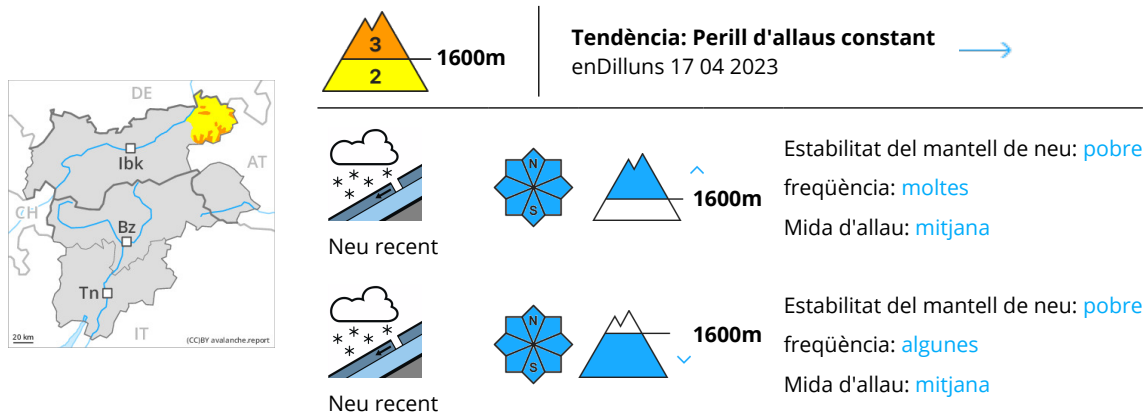 3
2
1600m
Tendència: Perill d'allaus constant
enDilluns 17 04 2023
DE
Ibk
AT
CH
Bz
Tn
IT
20 km
(CC)BY avalanche.report
N
S
1600m
Neu recent
Estabilitat del mantell de neu: pobre
freqüència: moltes
Mida d'allau: mitjana
N
S
1600m
Neu recent
Estabilitat del mantell de neu: pobre
freqüència: algunes
Mida d'allau: mitjana